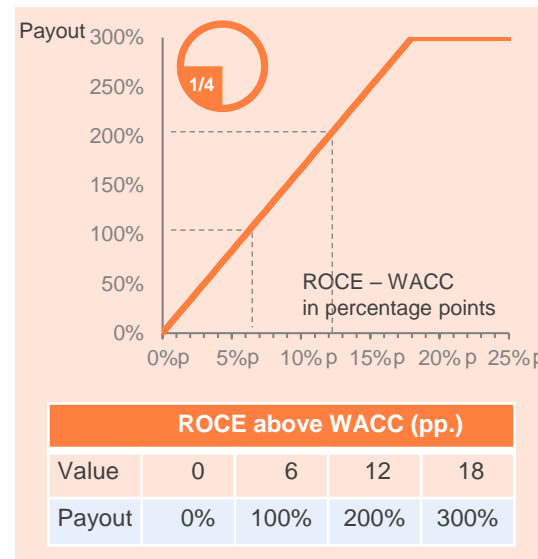 Payout 300%
1/4
250%
200%
150%
100%
50%
0%
ROCE – WACC
in percentage points
0%p 5%p 10%p 15%p 20%p 25%p
ROCE above WACC (pp.)
Value 0 6 12 18
Payout 0% 100% 200% 300%